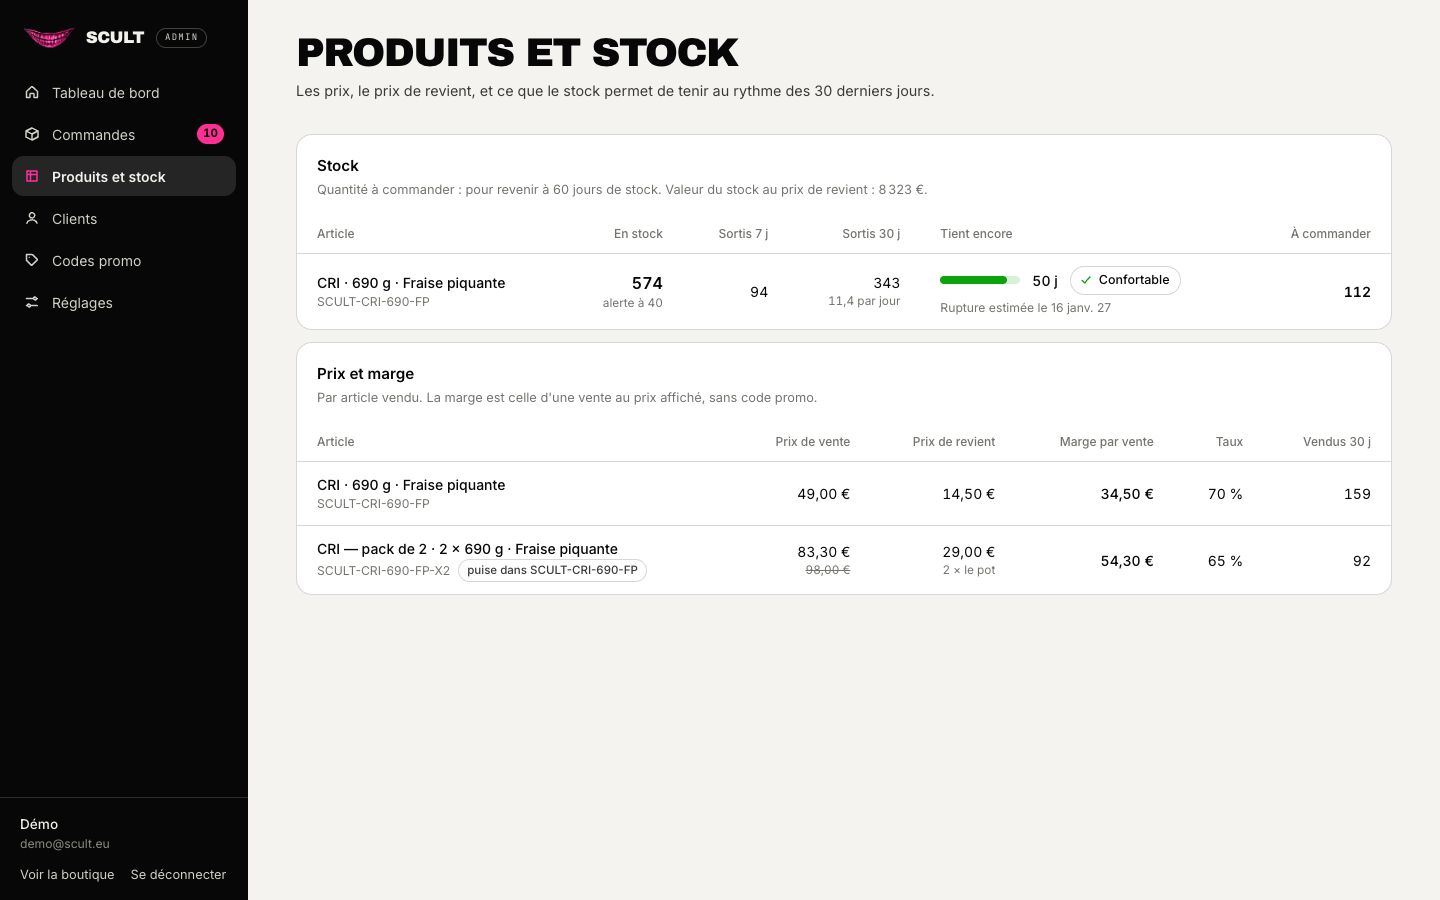 SCULT ADMIN
Tableau de bord
Commandes 10
Produits et stock
Clients
Codes promo
Réglages
Démo
demo@scult.eu
Voir la boutique Se déconnecter
PRODUITS ET STOCK
Les prix, le prix de revient, et ce que le stock permet de tenir au rythme des 30 derniers jours.
Stock
Quantité à commander : pour revenir à 60 jours de stock. Valeur du stock au prix de revient : 8 323 €.
Article En stock Sortis 7 j Sortis 30 j Tient encore À commander
CRI · 690 g · Fraise piquante 574 94 343 50 j Confortable 112
SCULT-CRI-690-FP alerte à 40 11,4 par jour Rupture estimée le 16 janv. 27
Prix et marge
Par article vendu. La marge est celle d'une vente au prix affiché, sans code promo.
Article Prix de vente Prix de revient Marge par vente Taux Vendus 30 j
CRI · 690 g · Fraise piquante 49,00 € 14,50 € 34,50 € 70 % 159
SCULT-CRI-690-FP
CRI — pack de 2 · 2 × 690 g · Fraise piquante 83,30 € 29,00 € 54,30 € 65 % 92
SCULT-CRI-690-FP-X2 puise dans SCULT-CRI-690-FP 98,00 € 2 × le pot